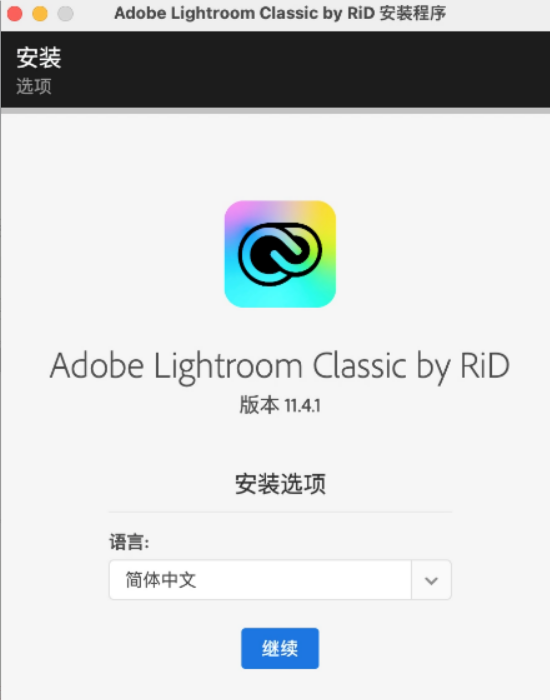 Adobe Lightroom Classic by RiD 安装程序
安装
选项
Adobe Lightroom Classic by RiD
版本 11.4.1
安装选项
语言:
简体中文
继续